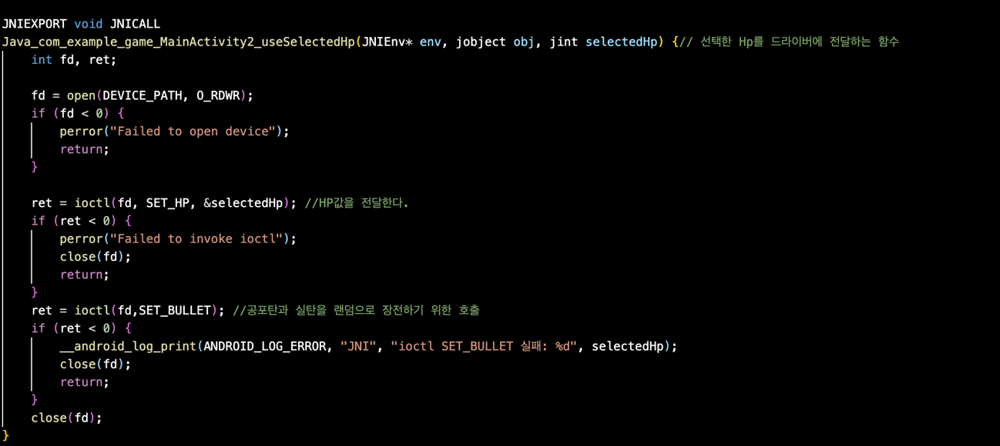 JNIEXPORT void JNICALL
Java_com_example_game_MainActivity2_useSelectedHp(JNIEnv* env, jobject obj, jint selectedHp) {// 선택한 Hp를 드라이버에 전달하는 함수
    int fd, ret;
    fd = open(DEVICE_PATH, O_RDWR);
    if (fd < 0) {
        perror("Failed to open device");
        return;
    }
    ret = ioctl(fd, SET_HP, &selectedHp); //HP값을 전달한다.
    if (ret < 0) {
        perror("Failed to invoke ioctl");
        close(fd);
        return;
    }
    ret = ioctl(fd,SET_BULLET); //공포탄과 실탄을 랜덤으로 장전하기 위한 호출
    if (ret < 0) {
        __android_log_print(ANDROID_LOG_ERROR, "JNI", "ioctl SET_BULLET 실패: %d", selectedHp);
        close(fd);
        return;
    }
    close(fd);
}